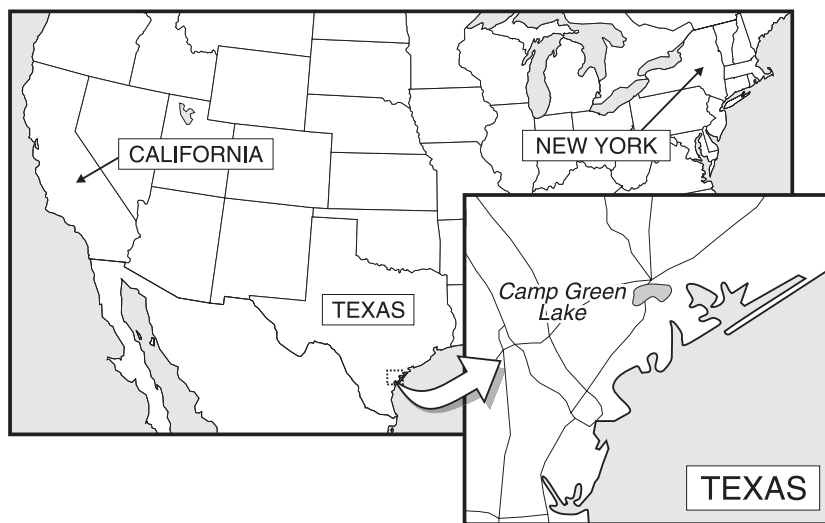 CALIFORNIA
NEW YORK
TEXAS
Camp Green
Lake
TEXAS